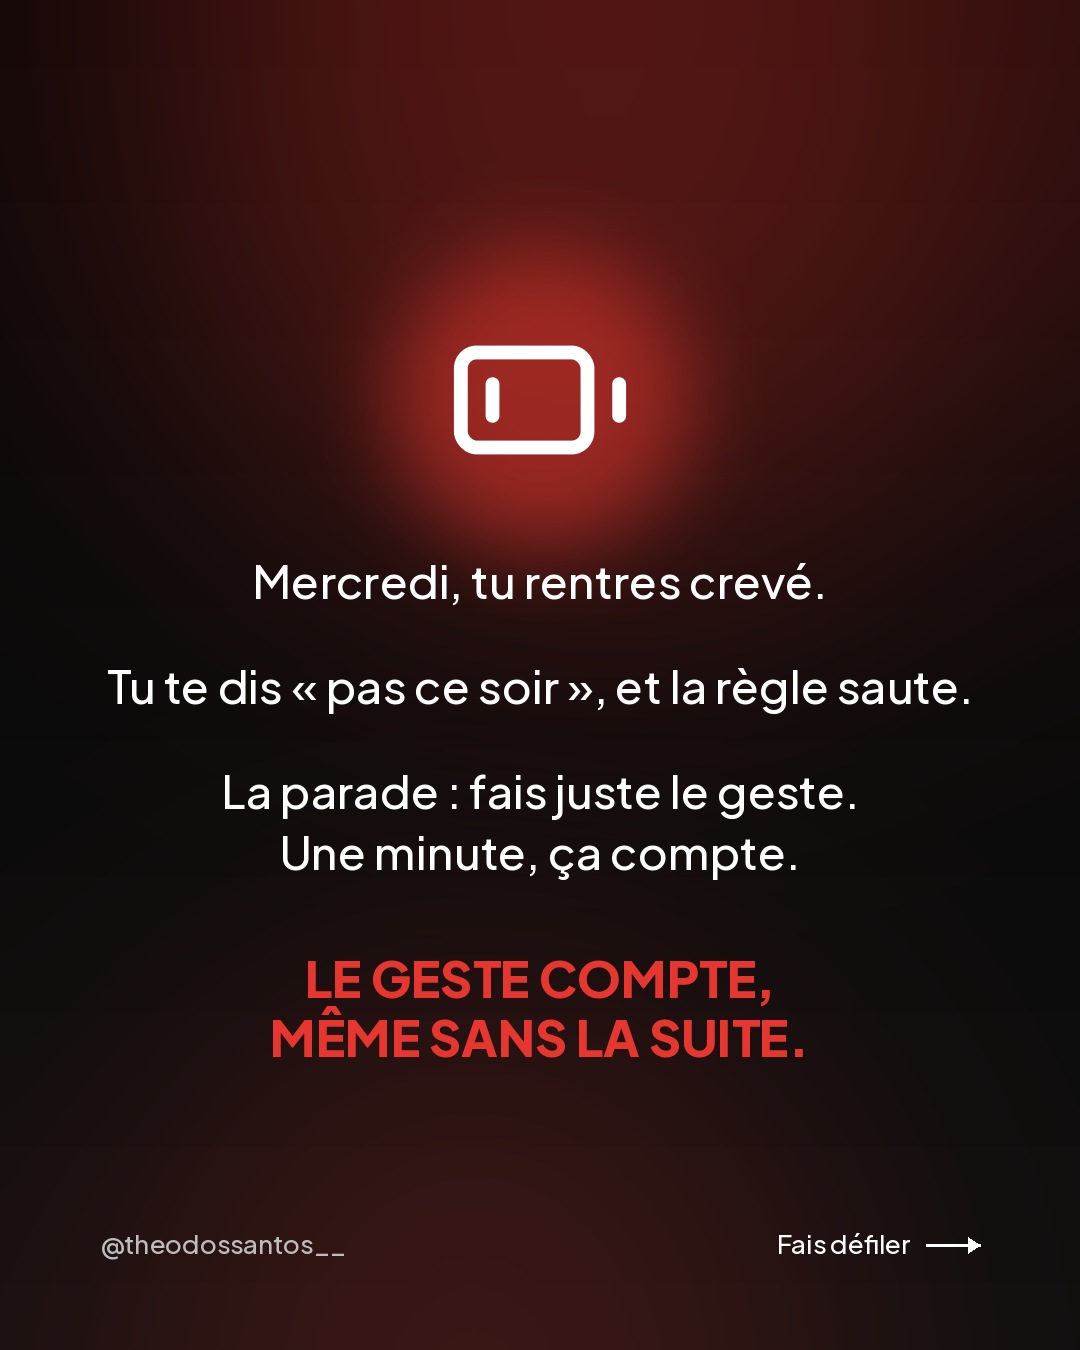 Mercredi, tu rentres crevé.
Tu te dis « pas ce soir », et la règle saute.
La parade : fais juste le geste.
Une minute, ça compte.
LE GESTE COMPTE,
MÊME SANS LA SUITE.
@theodossantos__
Fais défiler